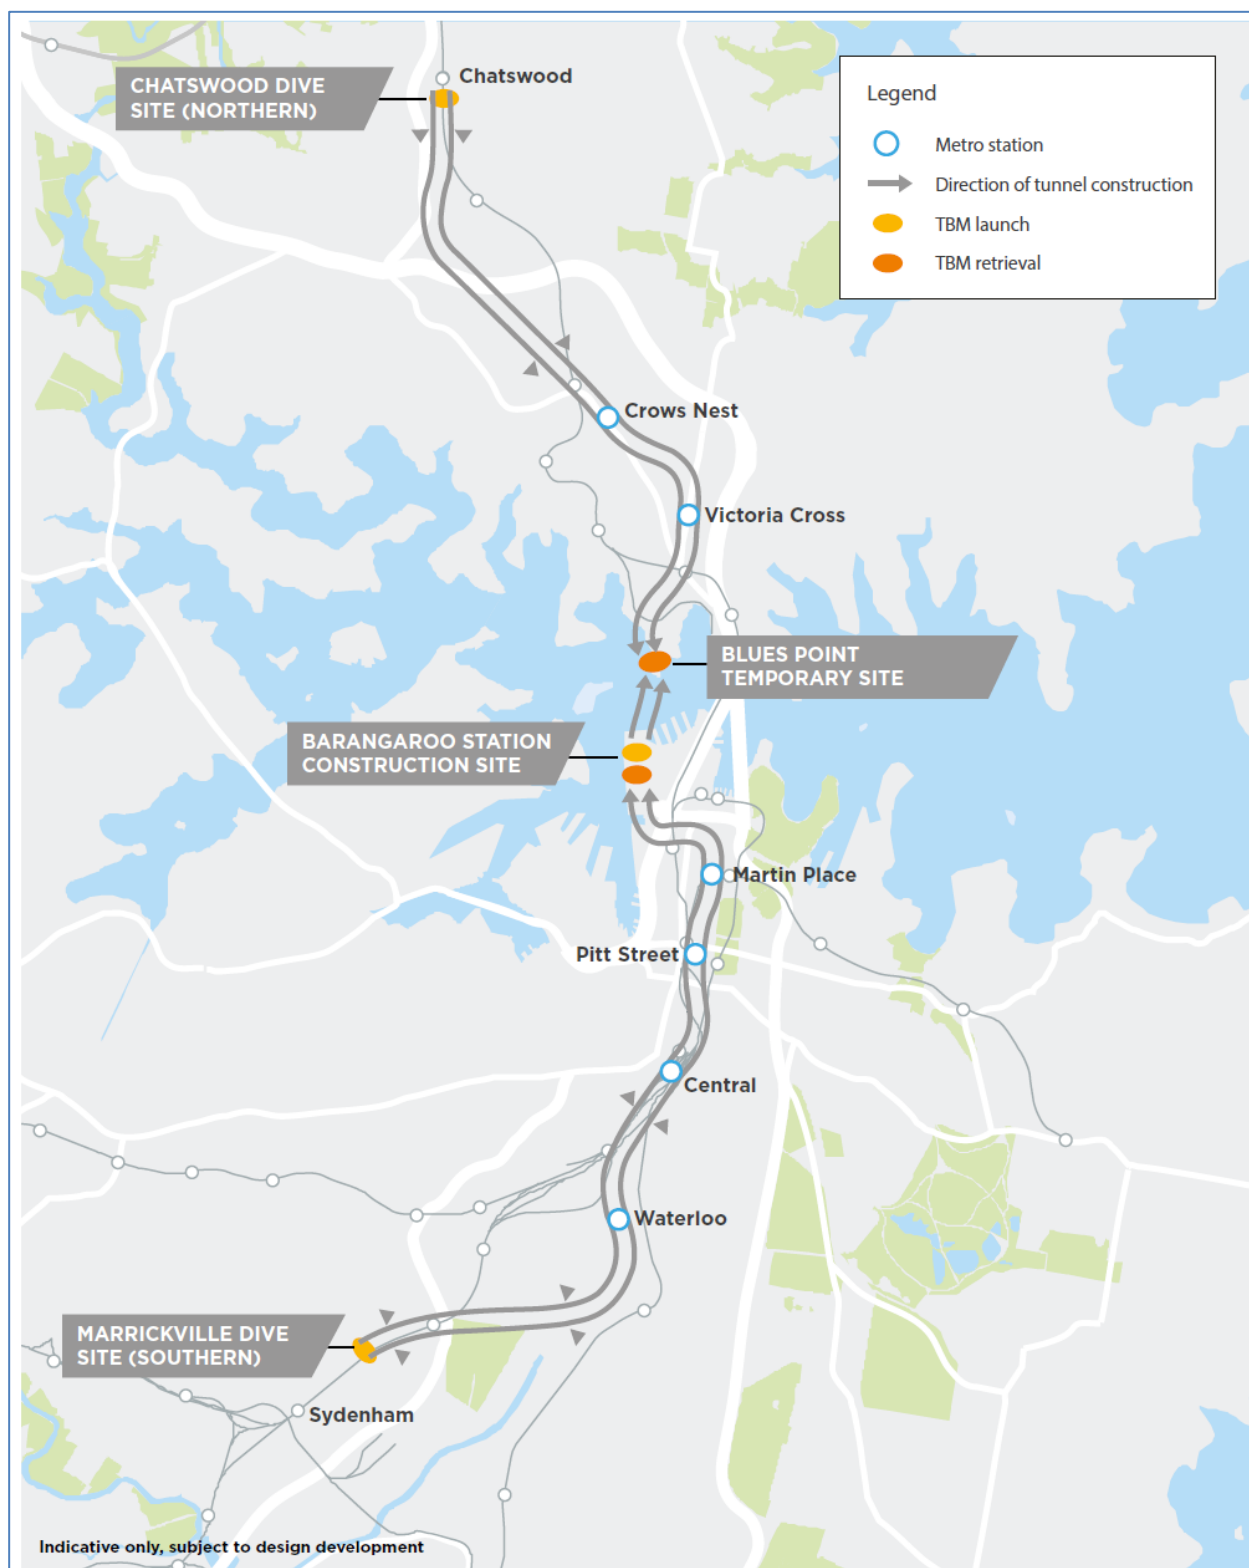 Chatswood
CHATSWOOD DIVE
SITE (NORTHERN)
Legend
Metro station
Direction of tunnel construction
TBM launch
TBM retrieval
Crows Nest
Victoria Cross
BLUES POINT
TEMPORARY SITE
BARANGAROO STATION
CONSTRUCTION SITE
Martin Place
Pitt Street
Central
Waterloo
MARRICKVILLE DIVE
SITE (SOUTHERN)
Sydenham
Indicative only, subject to design development